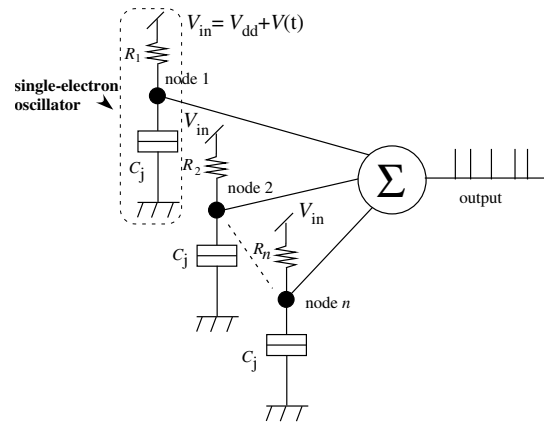 V_in = V_dd + V(t)
R_1
node 1
single-electron
oscillator
C_j
V_in
R_2
node 2
Σ
output
V_in
C_j
R_n
node n
C_j